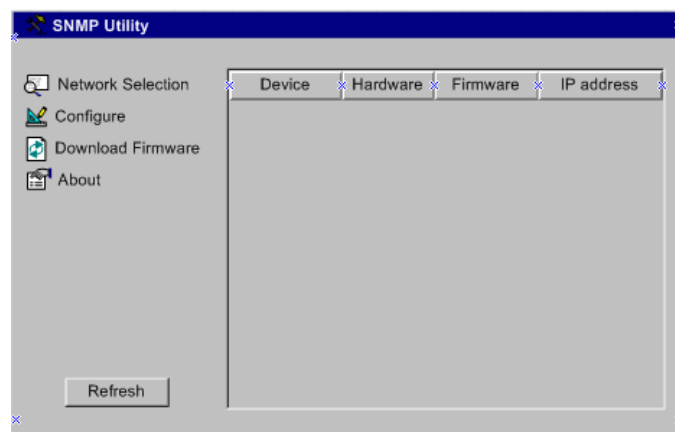 SNMP Utility
Network Selection
Configure
Download Firmware
About
Device Hardware Firmware IP address
Refresh